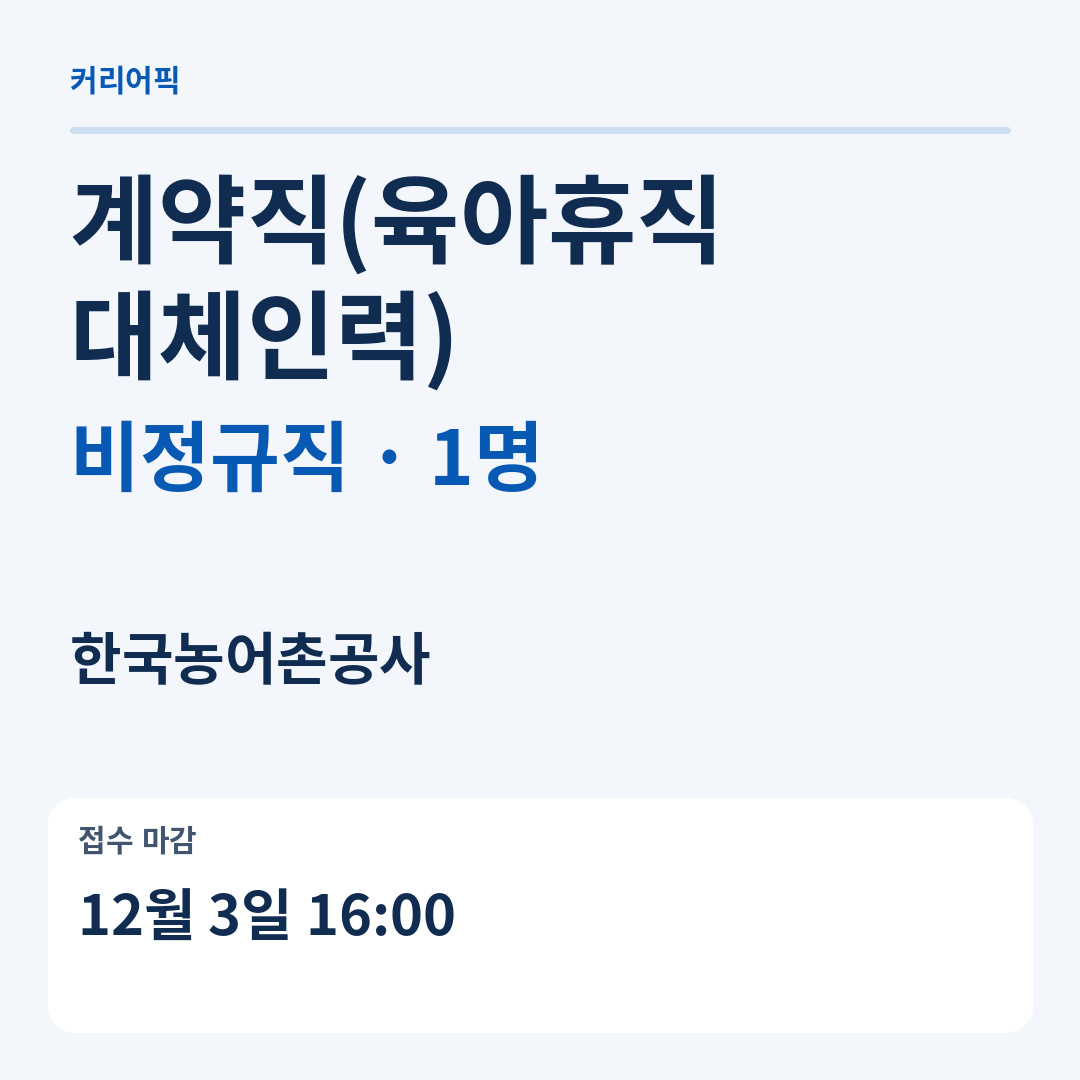 커리어픽
계약직(육아휴직
대체인력)
비정규직 · 1명
한국농어촌공사
접수 마감
12월 3일 16:00